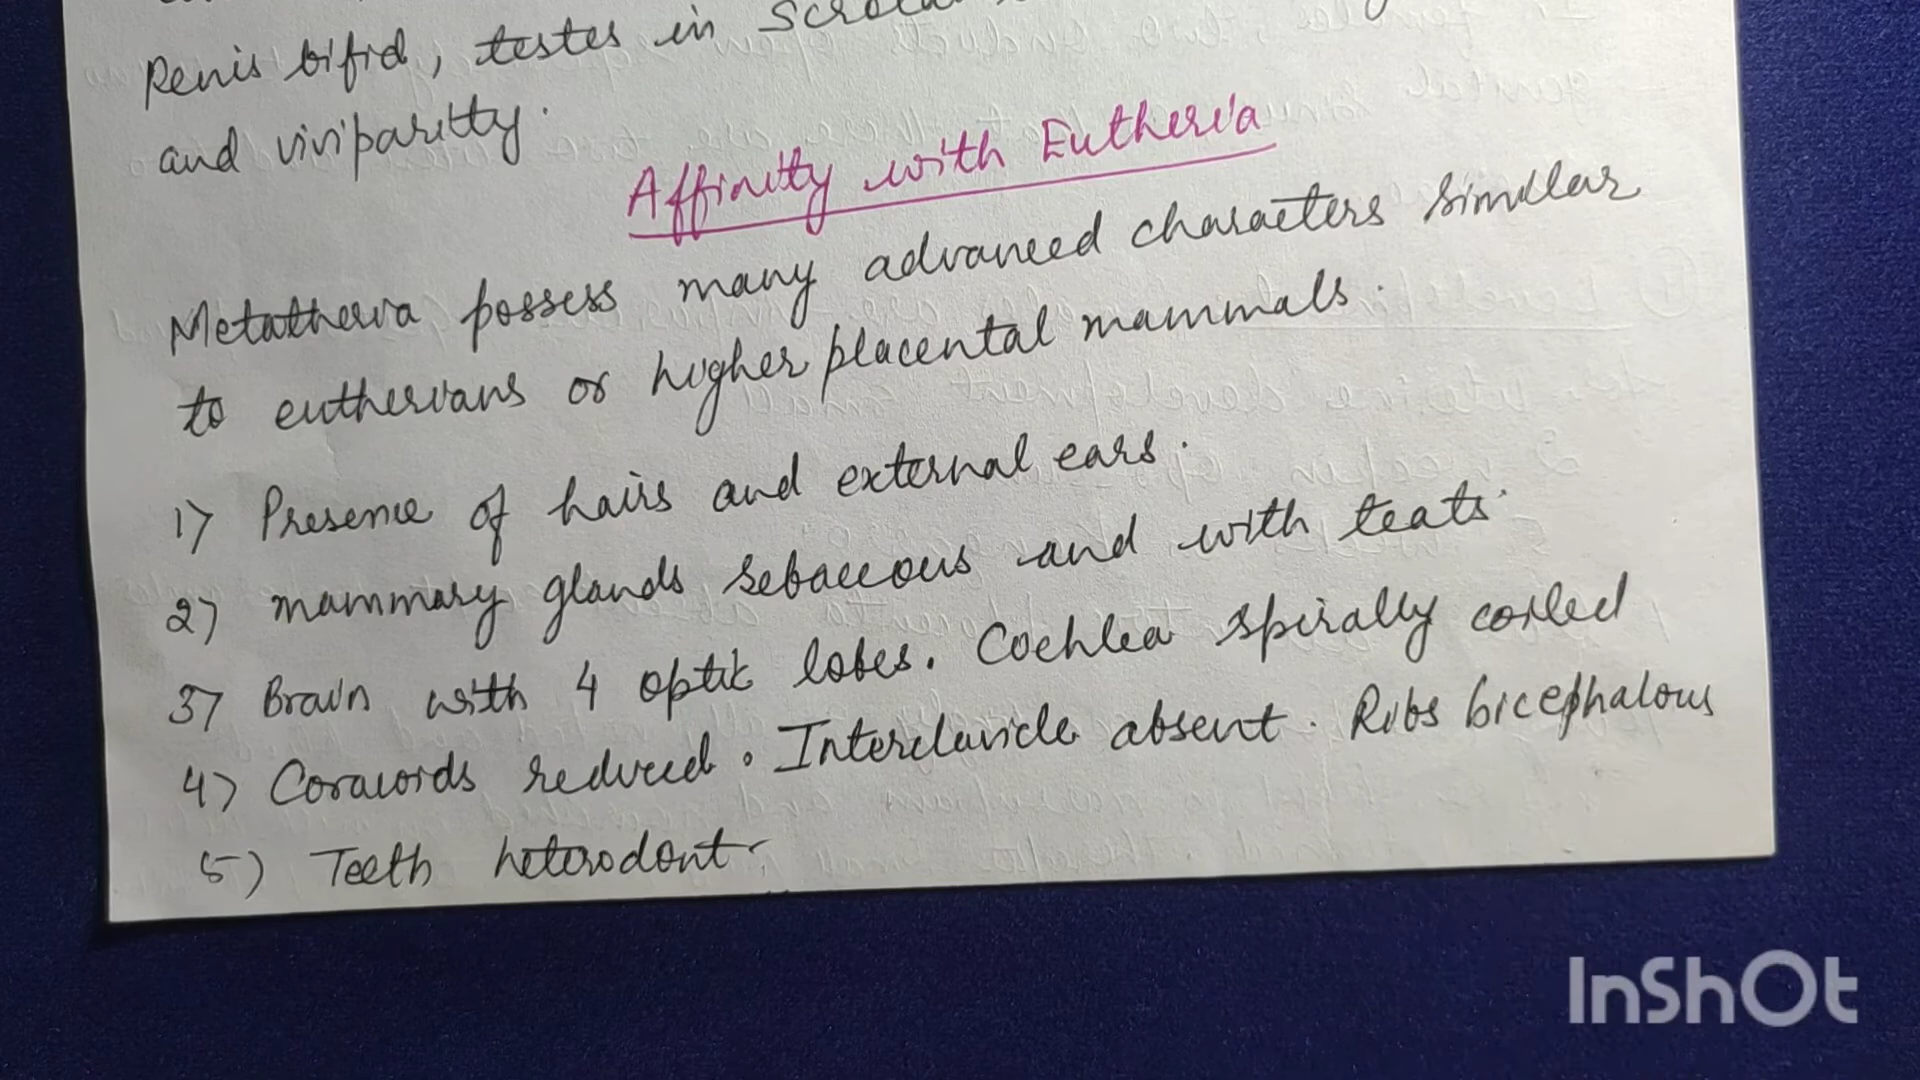 Penis bifid, testes in
and viviparitty.
Affinity with Eutheria
Metatheria possess many advanced characters similar
to eutherians or higher placental mammals.
1) Presence of hairs and external ears.
2) mammary glands sebaceous and with teats.
3) Brain with 4 optic lobes. Cochlea spirally coiled
4) Coracoids reduced. Interclavicle absent. Ribs bicephalous
5) Teeth heterodont-
InShOt